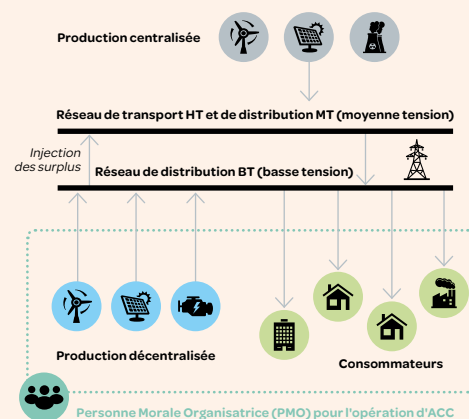 Production centralisée
Réseau de transport HT et de distribution MT (moyenne tension)
Injection
des surplus
Réseau de distribution BT (basse tension)
Production décentralisée
Consommateurs
Personne Morale Organisatrice (PMO) pour l'opération d'ACC